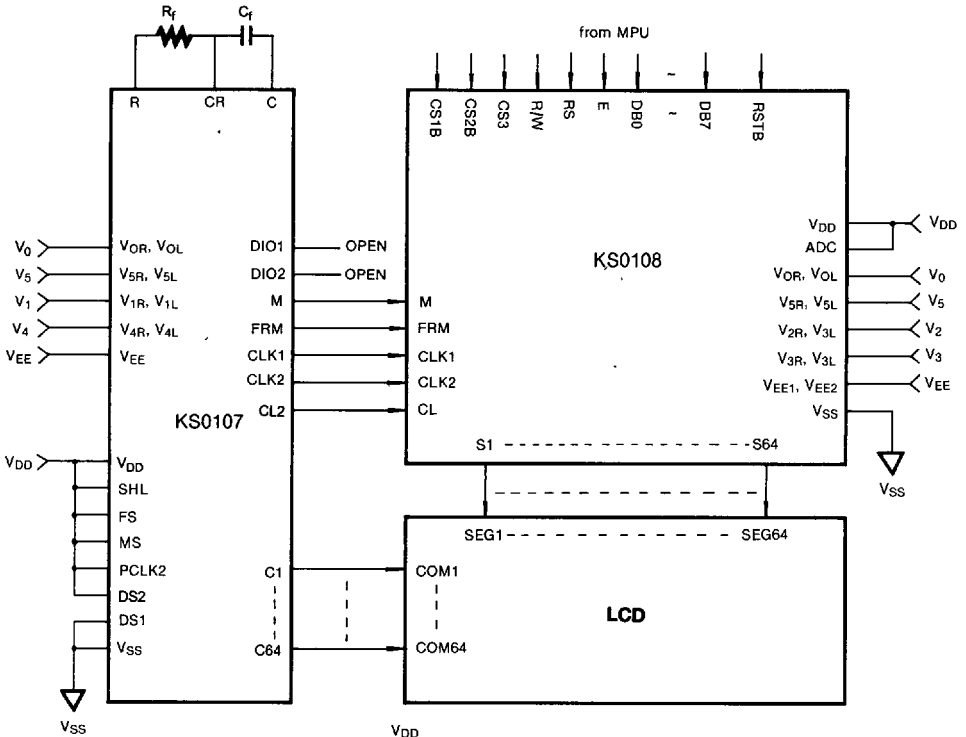 Rf
Cf
R
CR
C
from MPU
CS1B
CS2B
CS3
R/W
RS
E
DB0
~
~
DB7
RSTB
KS0107
V0
V5
V1
V4
VEE
VOR, VOL
V5R, V5L
V1R, V1L
V4R, V4L
VEE
VDD
VDD
SHL
FS
MS
PCLK2
DS2
DS1
VSS
VSS
DIO1
OPEN
DIO2
OPEN
M
FRM
CLK1
CLK2
CL2
C1
C64
KS0108
M
FRM
CLK1
CLK2
CL
VDD
ADC
VOR, VOL
V5R, V5L
V2R, V3L
V3R, V3L
VEE1, VEE2
VSS
VDD
V0
V5
V2
V3
VEE
VSS
S1
S64
SEG1
SEG64
COM1
COM64
LCD
VDD